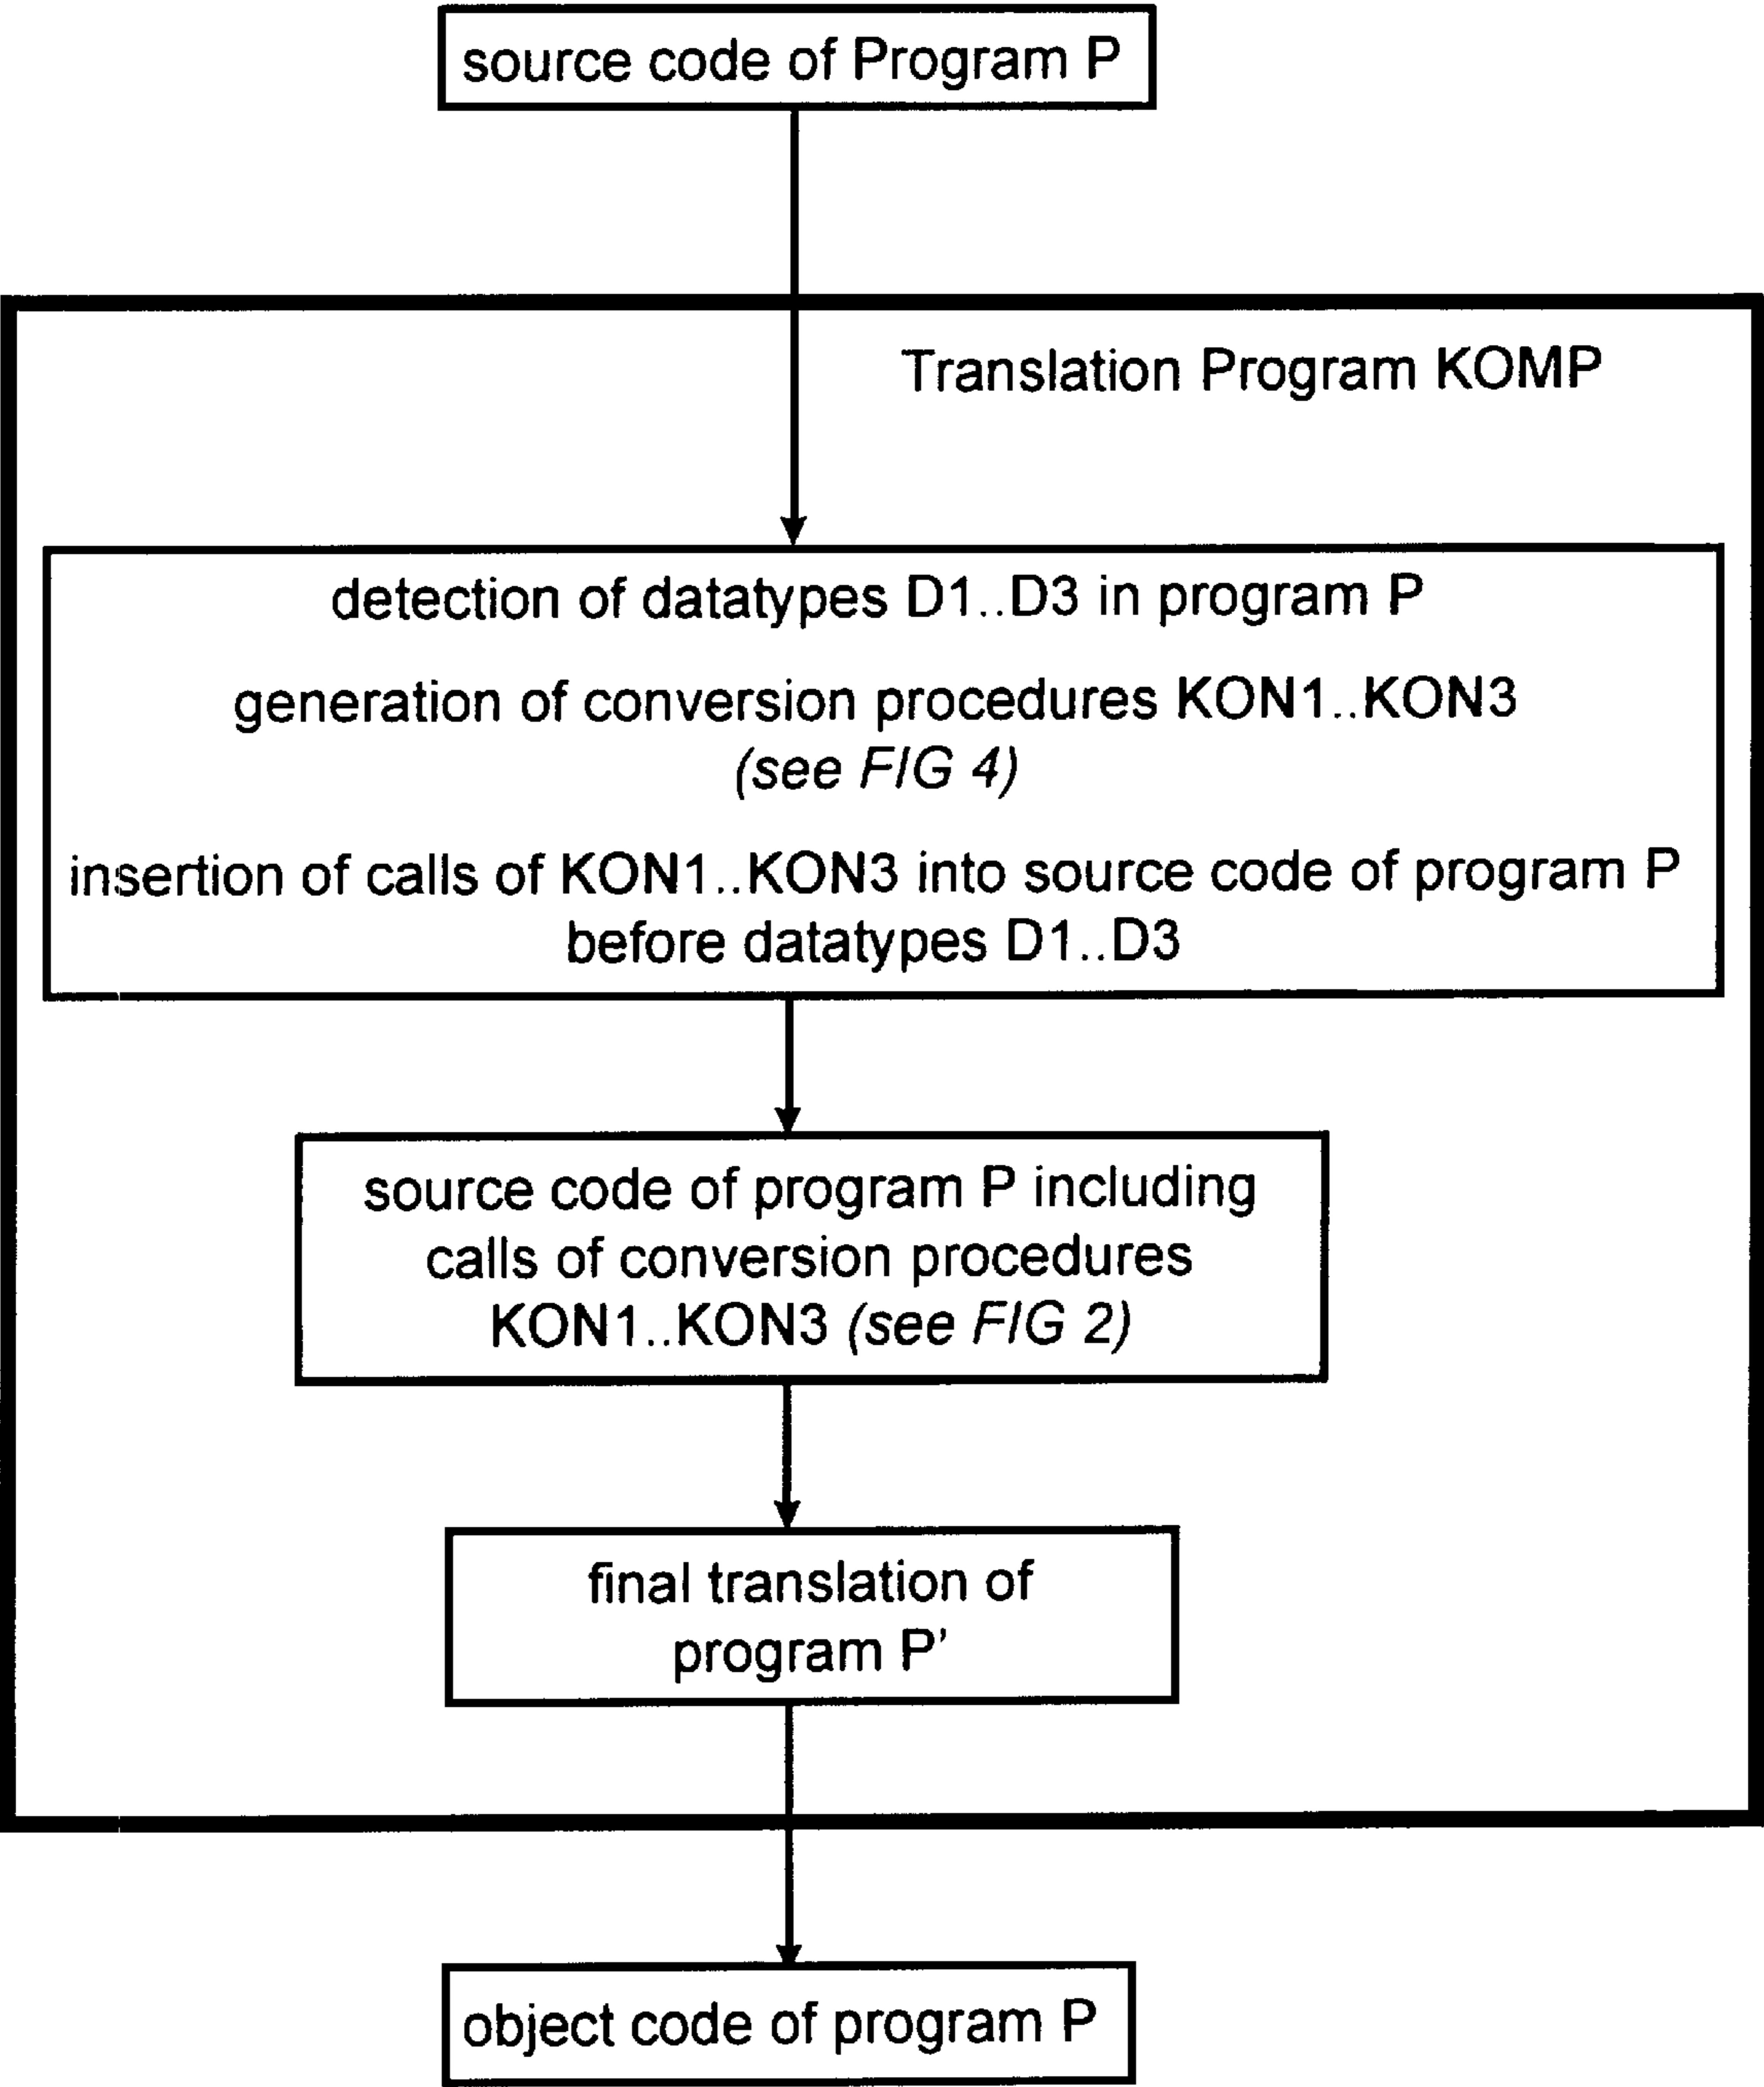 source code of Program P
Translation Program KOMP
detection of datatypes D1..D3 in program P
generation of conversion procedures KON1..KON3
(see FIG 4)
insertion of calls of KON1..KON3 into source code of program P
before datatypes D1..D3
source code of program P including
calls of conversion procedures
KON1..KON3 (see FIG 2)
final translation of
program P'
object code of program P